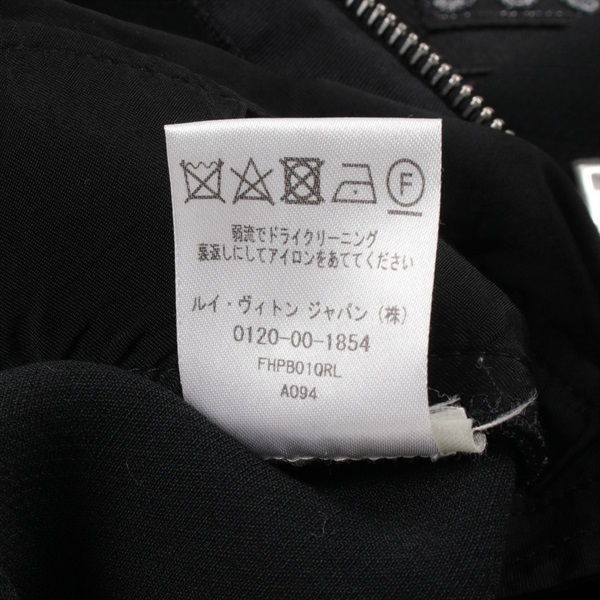 F
弱流でドライクリーニング
裏返しにしてアイロンをあててください
ルイ・ヴィトン ジャパン（株）
0120-00-1854
FHPB01QRL
A094